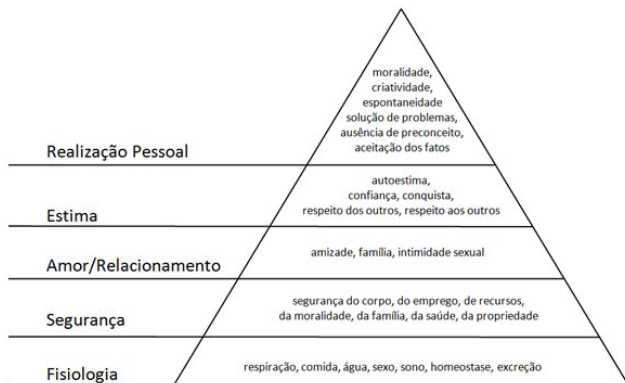 moralidade,
criatividade,
espontaneidade
solução de problemas,
ausência de preconceito,
aceitação dos fatos
Realização Pessoal
autoestima,
confiança, conquista,
respeito dos outros, respeito aos outros
Estima
amizade, família, intimidade sexual
Amor/Relacionamento
segurança do corpo, do emprego, de recursos,
da moralidade, da família, da saúde, da propriedade
Segurança
respiração, comida, água, sexo, sono, homeostase, excreção
Fisiologia